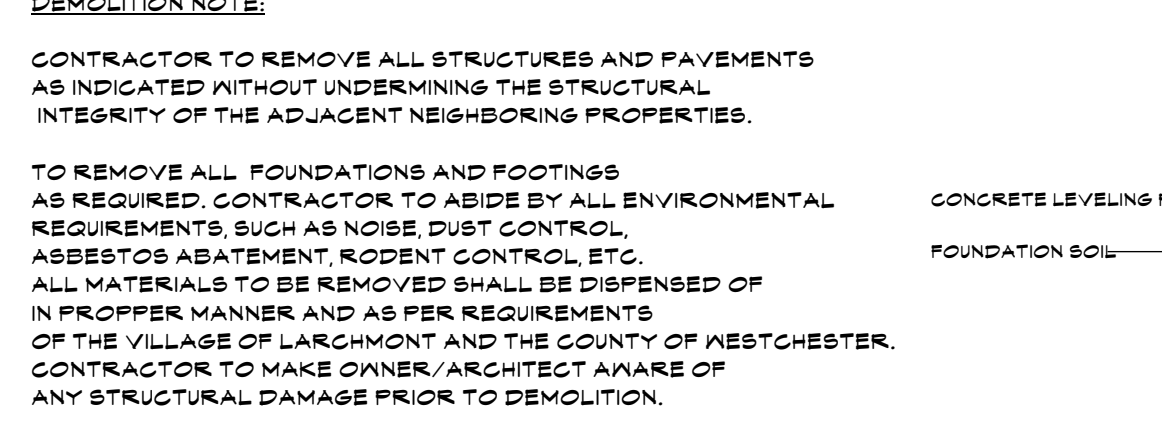 DEMOLITION NOTE:
CONTRACTOR TO REMOVE ALL STRUCTURES AND PAVEMENTS
AS INDICATED WITHOUT UNDERMINING THE STRUCTURAL
INTEGRITY OF THE ADJACENT NEIGHBORING PROPERTIES.
TO REMOVE ALL FOUNDATIONS AND FOOTINGS
AS REQUIRED. CONTRACTOR TO ABIDE BY ALL ENVIRONMENTAL
REQUIREMENTS, SUCH AS NOISE, DUST CONTROL,
ASBESTOS ABATEMENT, RODENT CONTROL, ETC.
ALL MATERIALS TO BE REMOVED SHALL BE DISPENSED OF
IN PROPPER MANNER AND AS PER REQUIREMENTS
OF THE VILLAGE OF LARCHMONT AND THE COUNTY OF WESTCHESTER.
CONTRACTOR TO MAKE OWNER/ARCHITECT AWARE OF
ANY STRUCTURAL DAMAGE PRIOR TO DEMOLITION.
CONCRETE LEVELING
FOUNDATION SOIL